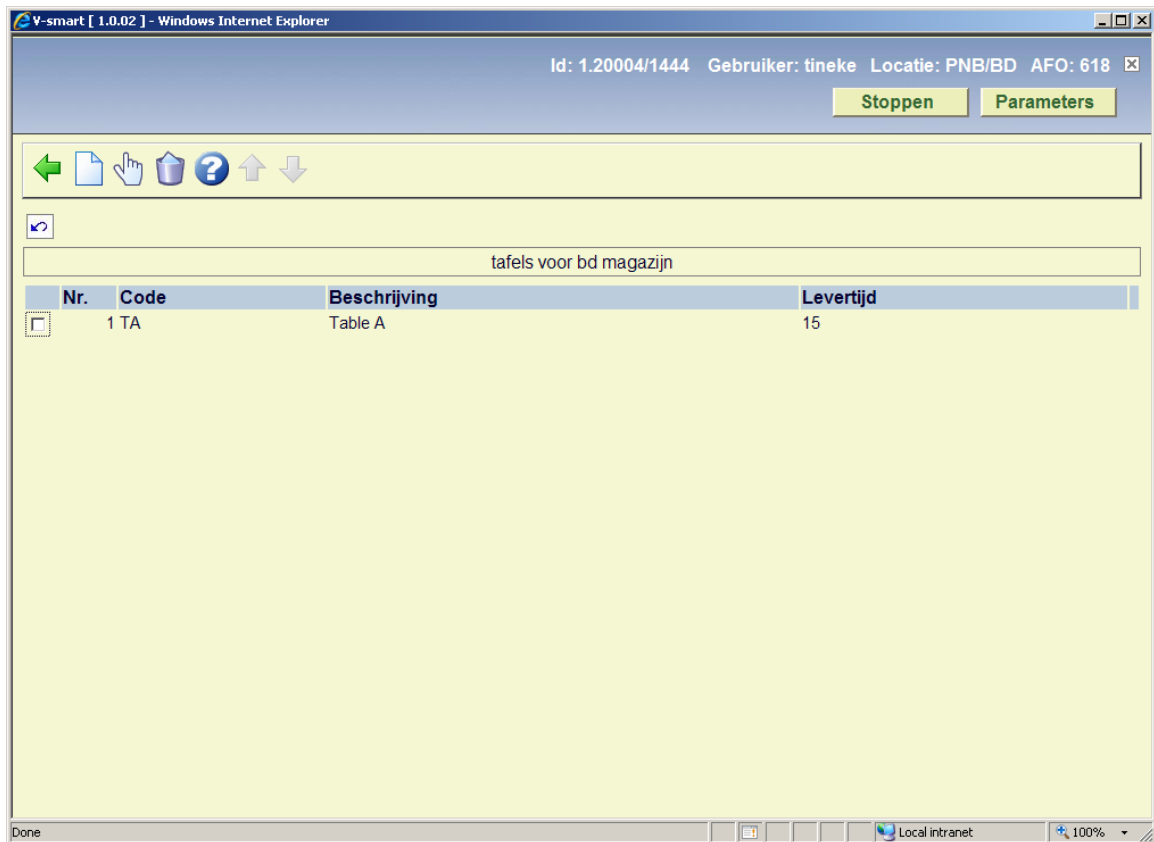 V-smart [ 1.0.02 ] - Windows Internet Explorer
Id: 1.20004/1444 Gebruiker: tineke Locatie: PNB/BD AFO: 618
Stoppen Parameters
tafels voor bd magazijn
Nr. Code Beschrijving Levertijd
1 TA Table A 15
Done Local intranet 100%